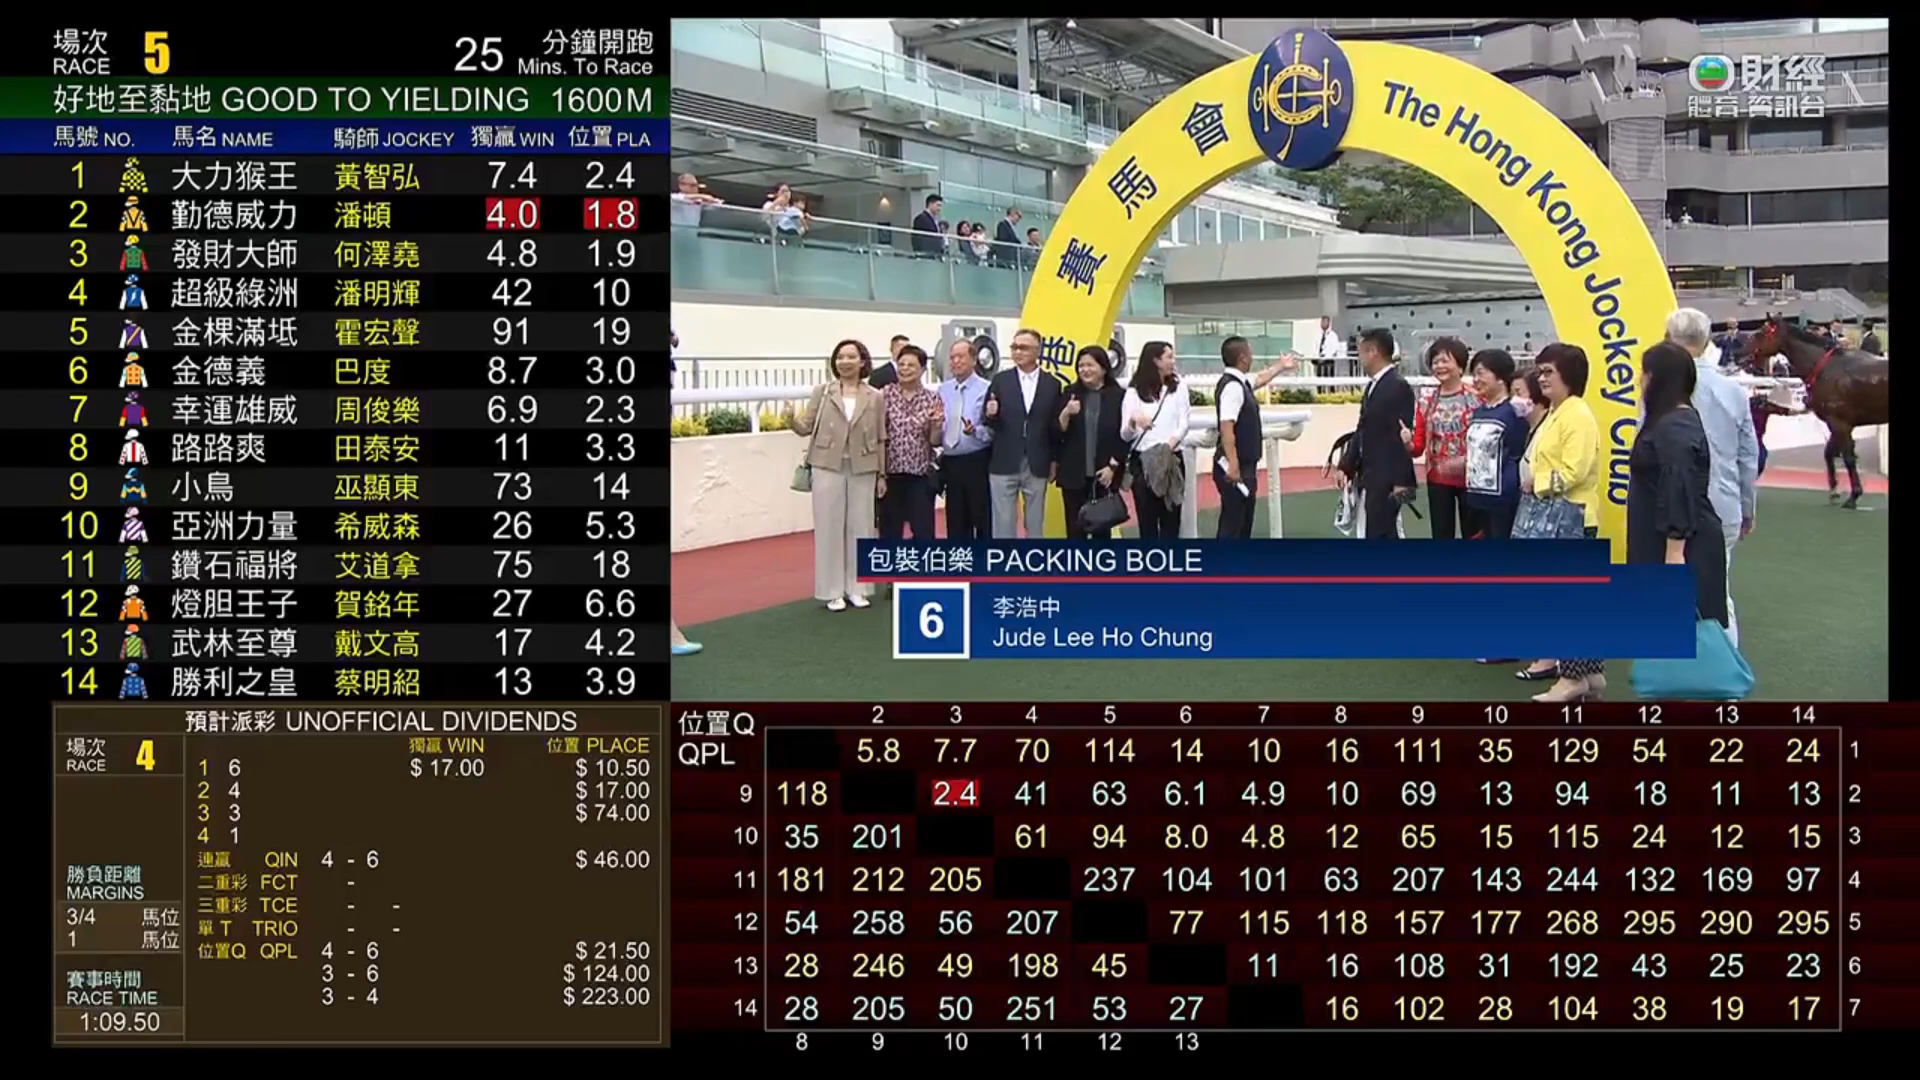 場次 5 25 分鐘開跑
RACE Mins. To Race
好地至黏地 GOOD TO YIELDING 1600M
馬號 NO. 馬名 NAME 騎師 JOCKEY 獨贏 WIN 位置 PLA
1 大力猴王 黃智弘 7.4 2.4
2 勤德威力 潘頓 4.0 1.8
3 發財大師 何澤堯 4.8 1.9
4 超級綠洲 潘明輝 42 10
5 金棵滿坻 霍宏聲 91 19
6 金德義 巴度 8.7 3.0
7 幸運雄威 周俊樂 6.9 2.3
8 路路爽 田泰安 11 3.3
9 小鳥 巫顯東 73 14
10 亞洲力量 希威森 26 5.3
11 鑽石福將 艾道拿 75 18
12 燈胆王子 賀銘年 27 6.6
13 武林至尊 戴文高 17 4.2
14 勝利之皇 蔡明紹 13 3.9
預計派彩 UNOFFICIAL DIVIDENDS
場次 RACE 4
獨贏 WIN 位置 PLACE
1 6 $ 17.00 $ 10.50
2 4 $ 17.00
3 3 $ 74.00
4 1
連贏 QIN 4 - 6 $ 46.00
二重彩 FCT -
三重彩 TCE - -
單T TRIO - -
位置Q QPL 4 - 6 $ 21.50
3 - 6 $ 124.00
3 - 4 $ 223.00
勝負距離
MARGINS
3/4 馬位
1 馬位
賽事時間
RACE TIME
1:09.50
財經
體育 資訊台
港賽馬會 The Hong Kong Jockey Club
包裝伯樂 PACKING BOLE
6 李浩中
Jude Lee Ho Chung
位置Q 2 3 4 5 6 7 8 9 10 11 12 13 14
QPL 5.8 7.7 70 114 14 10 16 111 35 129 54 22 24 1
9 118 2.4 41 63 6.1 4.9 10 69 13 94 18 11 13 2
10 35 201 61 94 8.0 4.8 12 65 15 115 24 12 15 3
11 181 212 205 237 104 101 63 207 143 244 132 169 97 4
12 54 258 56 207 77 115 118 157 177 268 295 290 295 5
13 28 246 49 198 45 11 16 108 31 192 43 25 23 6
14 28 205 50 251 53 27 16 102 28 104 38 19 17 7
8 9 10 11 12 13